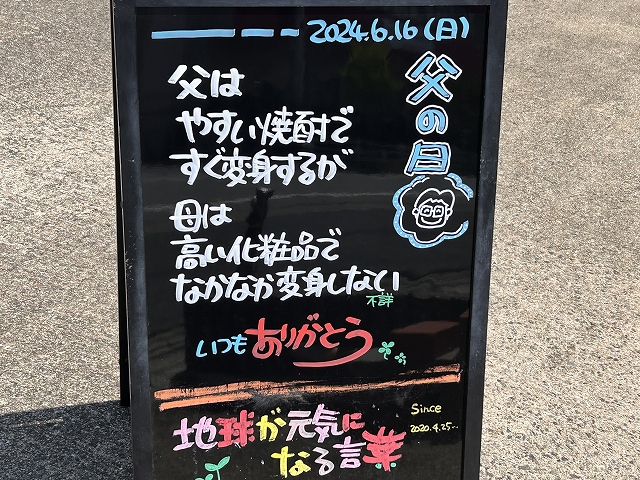 2024.6.16(日)
父の日
父は
やすい焼酎で
すぐ変身するが
母は
高い化粧品で
なかなか変身しない
不詳
いつもありがとう
地球が元気に
なる言葉
Since
2020.4.25...